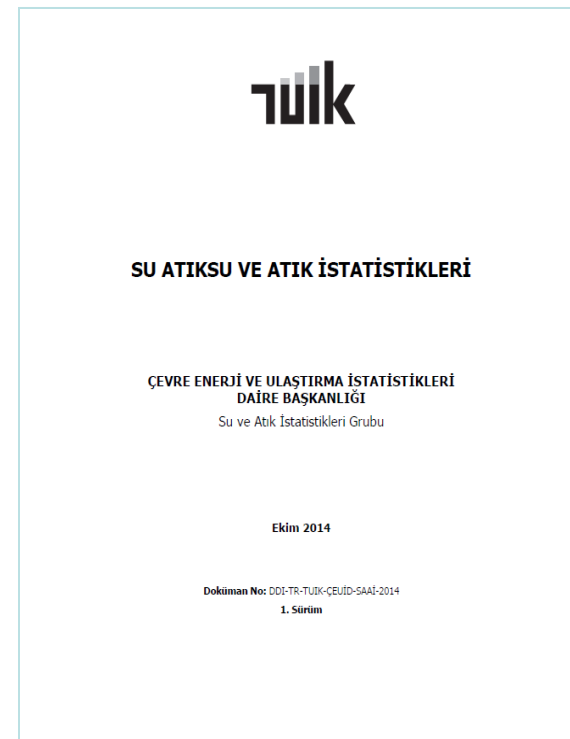 TÜİK
SU ATIKSU VE ATIK İSTATİSTİKLERİ
ÇEVRE ENERJİ VE ULAŞTIRMA İSTATİSTİKLERİ
DAİRE BAŞKANLIĞI
Su ve Atık İstatistikleri Grubu
Ekim 2014
Doküman No: DDI-TR-TUIK-ÇEUİD-SAAİ-2014
1. Sürüm